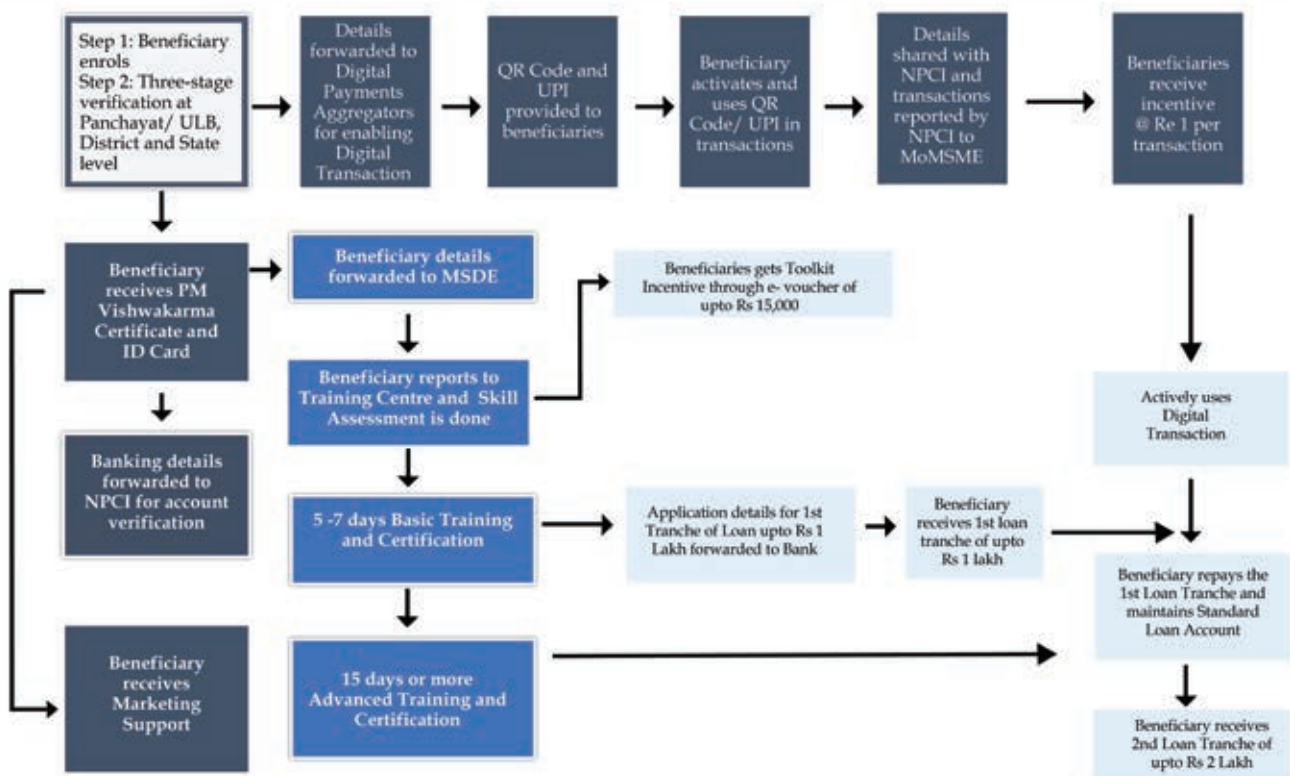 Step 1: Beneficiary
enrols
Step 2: Three-stage
verification at
Panchayat/ ULB,
District and State
level
Details
forwarded to
Digital
Payments
Aggregators
for enabling
Digital
Transaction
QR Code and
UPI
provided to
beneficiaries
Beneficiary
activates and
uses QR
Code/ UPI in
transactions
Details
shared with
NPCI and
transactions
reported by
NPCI to
MoMSME
Beneficiaries
receive
incentive
@ Re 1 per
transaction
Beneficiary
receives PM
Vishwakarma
Certificate and
ID Card
Beneficiary details
forwarded to MSDE
Beneficiaries gets Toolkit
Incentive through e- voucher of
upto Rs 15,000
Beneficiary reports to
Training Centre and Skill
Assessment is done
Actively uses
Digital
Transaction
Banking details
forwarded to
NPCI for account
verification
5 -7 days Basic Training
and Certification
Application details for 1st
Tranche of Loan upto Rs 1
Lakh forwarded to Bank
Beneficiary
receives 1st loan
tranche of upto
Rs 1 lakh
Beneficiary repays the
1st Loan Tranche and
maintains Standard
Loan Account
Beneficiary
receives
Marketing
Support
15 days or more
Advanced Training and
Certification
Beneficiary receives
2nd Loan Tranche of
upto Rs 2 Lakh